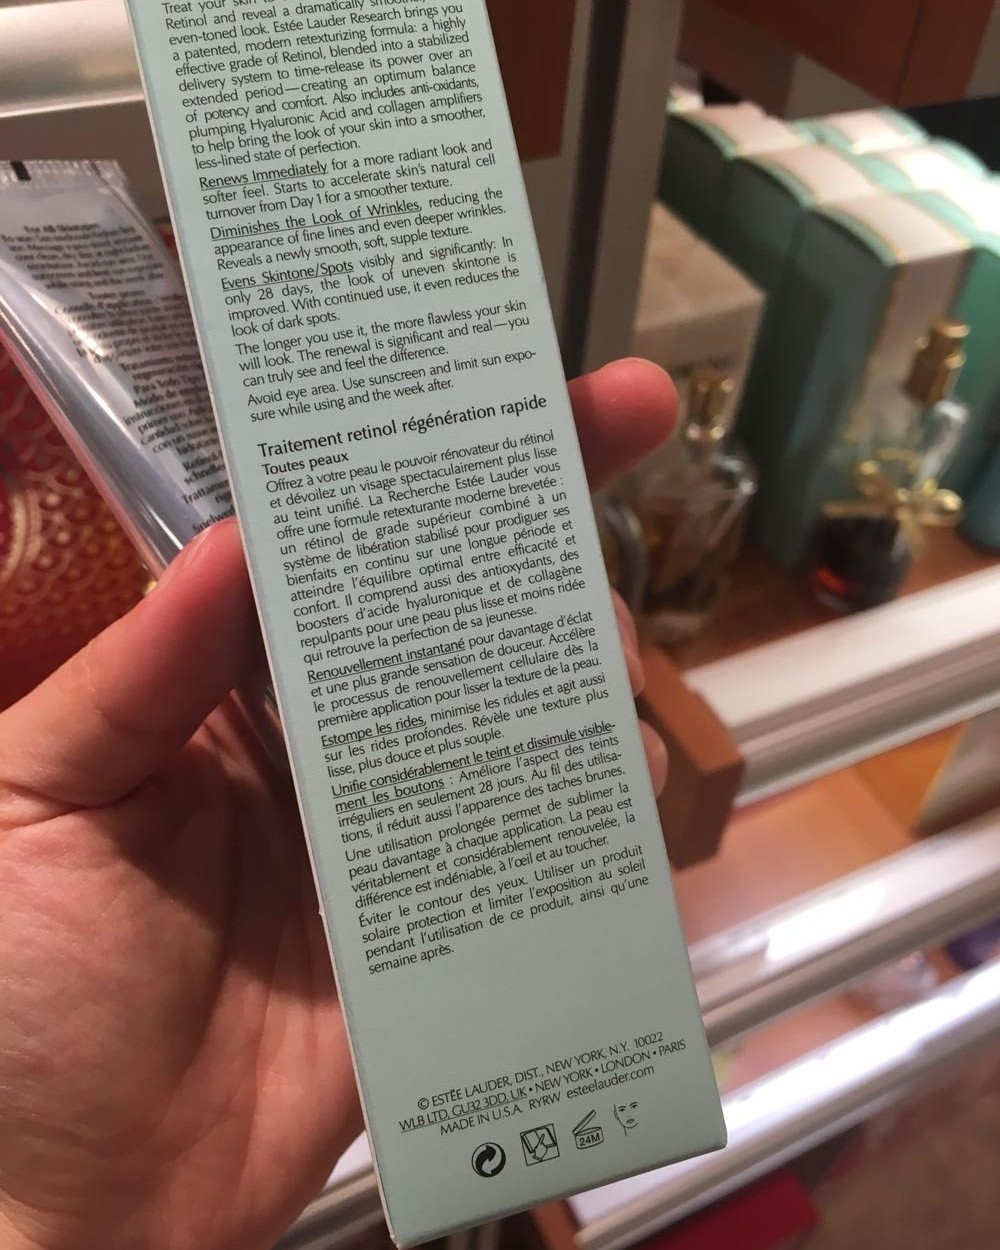 Treat your skin to
Retinol and reveal a dramatically smoother,
even-toned look. Estée Lauder Research brings you
a patented, modern retexturizing formula: a highly
effective grade of Retinol, blended into a stabilized
delivery system to time-release its power over an
extended period—creating an optimum balance
of potency and comfort. Also includes anti-oxidants,
plumping Hyaluronic Acid and collagen amplifiers
to help bring the look of your skin into a smoother,
less-lined state of perfection.
Renews Immediately for a more radiant look and
softer feel. Starts to accelerate skin's natural cell
turnover from Day 1 for a smoother texture.
Diminishes the Look of Wrinkles, reducing the
appearance of fine lines and even deeper wrinkles.
Reveals a newly smooth, soft, supple texture.
Evens Skintone/Spots visibly and significantly: In
only 28 days, the look of uneven skintone is
improved. With continued use, it even reduces the
look of dark spots.
The longer you use it, the more flawless your skin
will look. The renewal is significant and real—you
can truly see and feel the difference.
Avoid eye area. Use sunscreen and limit sun expo-
sure while using and the week after.
Traitement retinol régénération rapide
Toutes peaux
Offrez à votre peau le pouvoir rénovateur du rétinol
et dévoilez un visage spectaculairement plus lisse
au teint unifié. La Recherche Estée Lauder vous
offre une formule retexturante moderne brevetée :
un rétinol de grade supérieur combiné à un
système de libération stabilisé pour prodiguer ses
bienfaits en continu sur une longue période et
atteindre l'équilibre optimal entre efficacité et
confort. Il comprend aussi des antioxydants, des
boosters d'acide hyaluronique et de collagène
repulpants pour une peau plus lisse et moins ridée
qui retrouve la perfection de sa jeunesse.
Renouvellement instantané pour davantage d'éclat
et une plus grande sensation de douceur. Accélère
le processus de renouvellement cellulaire dès la
première application pour lisser la texture de la peau.
Estompe les rides, minimise les ridules et agit aussi
sur les rides profondes. Révèle une texture plus
lisse, plus douce et plus souple.
Unifie considérablement le teint et dissimule visible-
ment les boutons : Améliore l'aspect des teints
irréguliers en seulement 28 jours. Au fil des utilisa-
tions, il réduit aussi l'apparence des taches brunes.
Une utilisation prolongée permet de sublimer la
peau davantage à chaque application. La peau est
véritablement et considérablement renouvelée, la
différence est indéniable, à l'œil et au toucher.
Éviter le contour des yeux. Utiliser un produit
solaire protection et limiter l'exposition au soleil
pendant l'utilisation de ce produit, ainsi qu'une
semaine après.
© ESTĒE LAUDER, DIST., NEW YORK, N.Y. 10022
WLB LTD, GU32 3DD, UK • NEW YORK • LONDON • PARIS
MADE IN U.S.A. RYRW esteelauder.com
24M
For All Skintypes